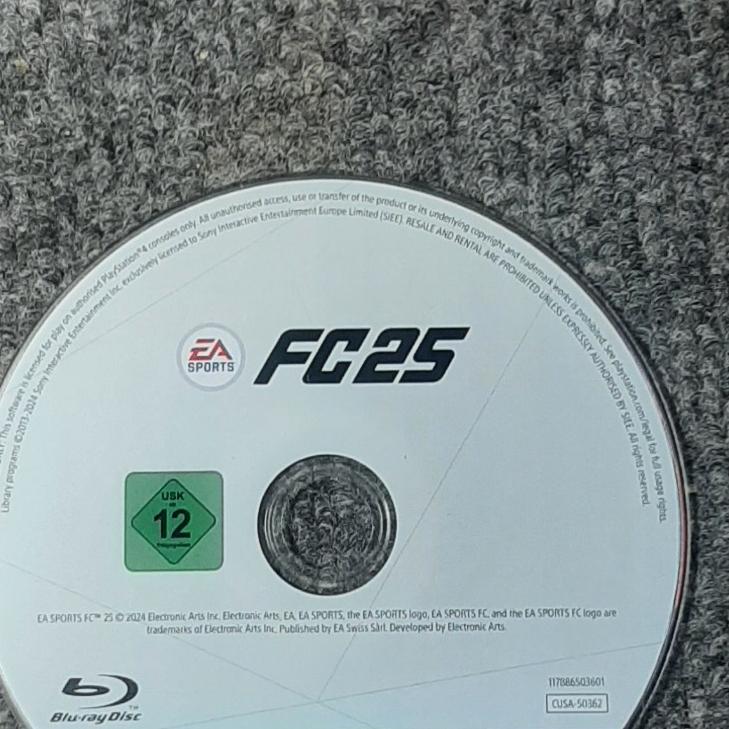 This software is licensed for play on authorised PlayStation®4 consoles only. All unauthorised access, use or transfer of the product or its underlying copyright and trademark works is prohibited. See playstation.com/legal for full usage rights.
Library programs ©2013-2024 Sony Interactive Entertainment Inc. exclusively licensed to Sony Interactive Entertainment Europe Limited (SIEE). RESALE AND RENTAL ARE PROHIBITED UNLESS EXPRESSLY AUTHORISED BY SIEE. All rights reserved.
EA SPORTS
FC25
USK
ab
12
EA SPORTS FC™ 25 © 2024 Electronic Arts Inc. Electronic Arts, EA, EA SPORTS, the EA SPORTS logo, EA SPORTS FC, and the EA SPORTS FC logo are
trademarks of Electronic Arts Inc. Published by EA Swiss Sàrl. Developed by Electronic Arts.
Blu-ray Disc™
117886503601
CUSA-50362